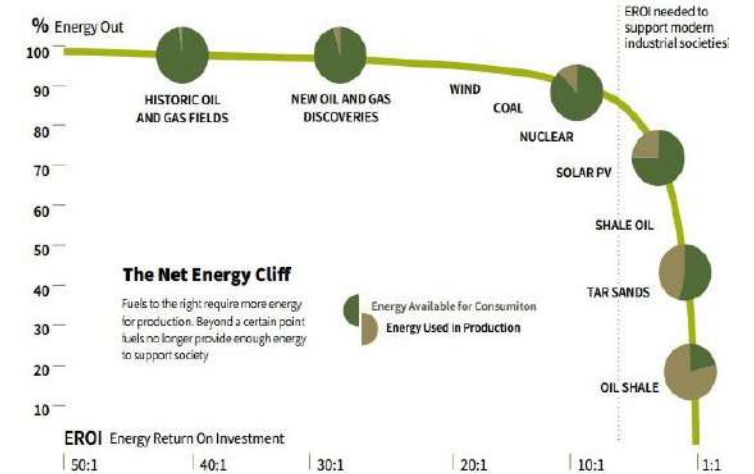 % Energy Out
EROI needed to
support modern
industrial societies?
100
90
80
70
60
50
40
30
20
10
HISTORIC OIL
AND GAS FIELDS
NEW OIL AND GAS
DISCOVERIES
WIND
COAL
NUCLEAR
SOLAR PV
SHALE OIL
TAR SANDS
OIL SHALE
The Net Energy Cliff
Fuels to the right require more energy
for production. Beyond a certain point
fuels no longer provide enough energy
to support society
Energy Available for Consumiton
Energy Used in Production
EROI Energy Return On Investment
50:1
40:1
30:1
20:1
10:1
1:1